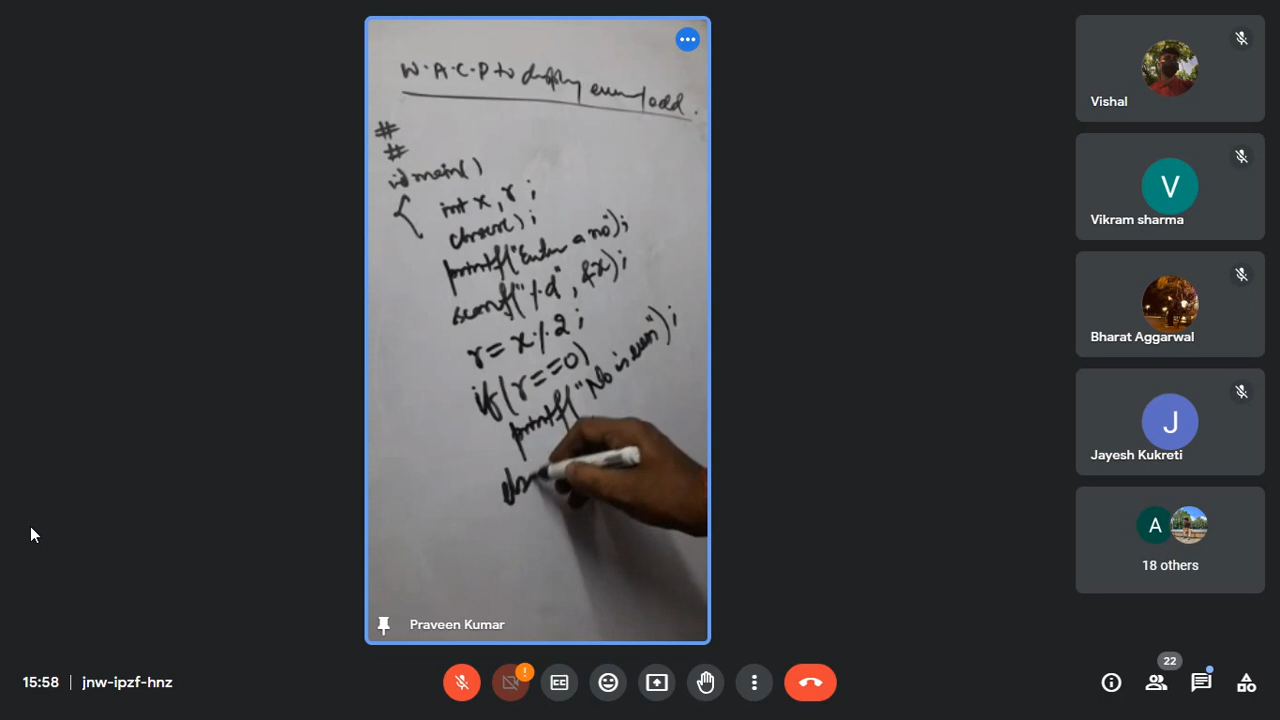 W.A.C.P to display even/odd.
#
#
void main()
{ int x, r;
clrscr();
printf("Enter a no");
scanf("%d", &x);
r = x%2;
if(r==0)
printf("No is even");
else
Praveen Kumar
Vishal
Vikram sharma
V
Bharat Aggarwal
J
Jayesh Kukreti
A
18 others
15:58 | jnw-ipzf-hnz
22